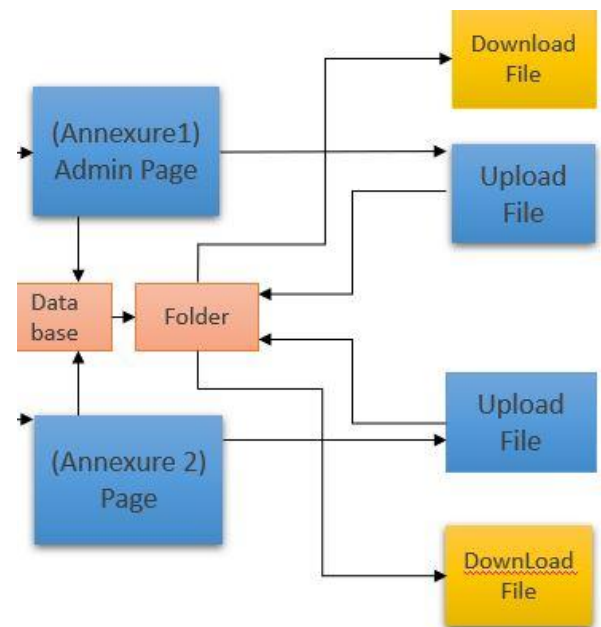 Download
File
(Annexure1)
Admin Page
Upload
File
Data
base
Folder
Upload
File
(Annexure 2)
Page
DownLoad
File